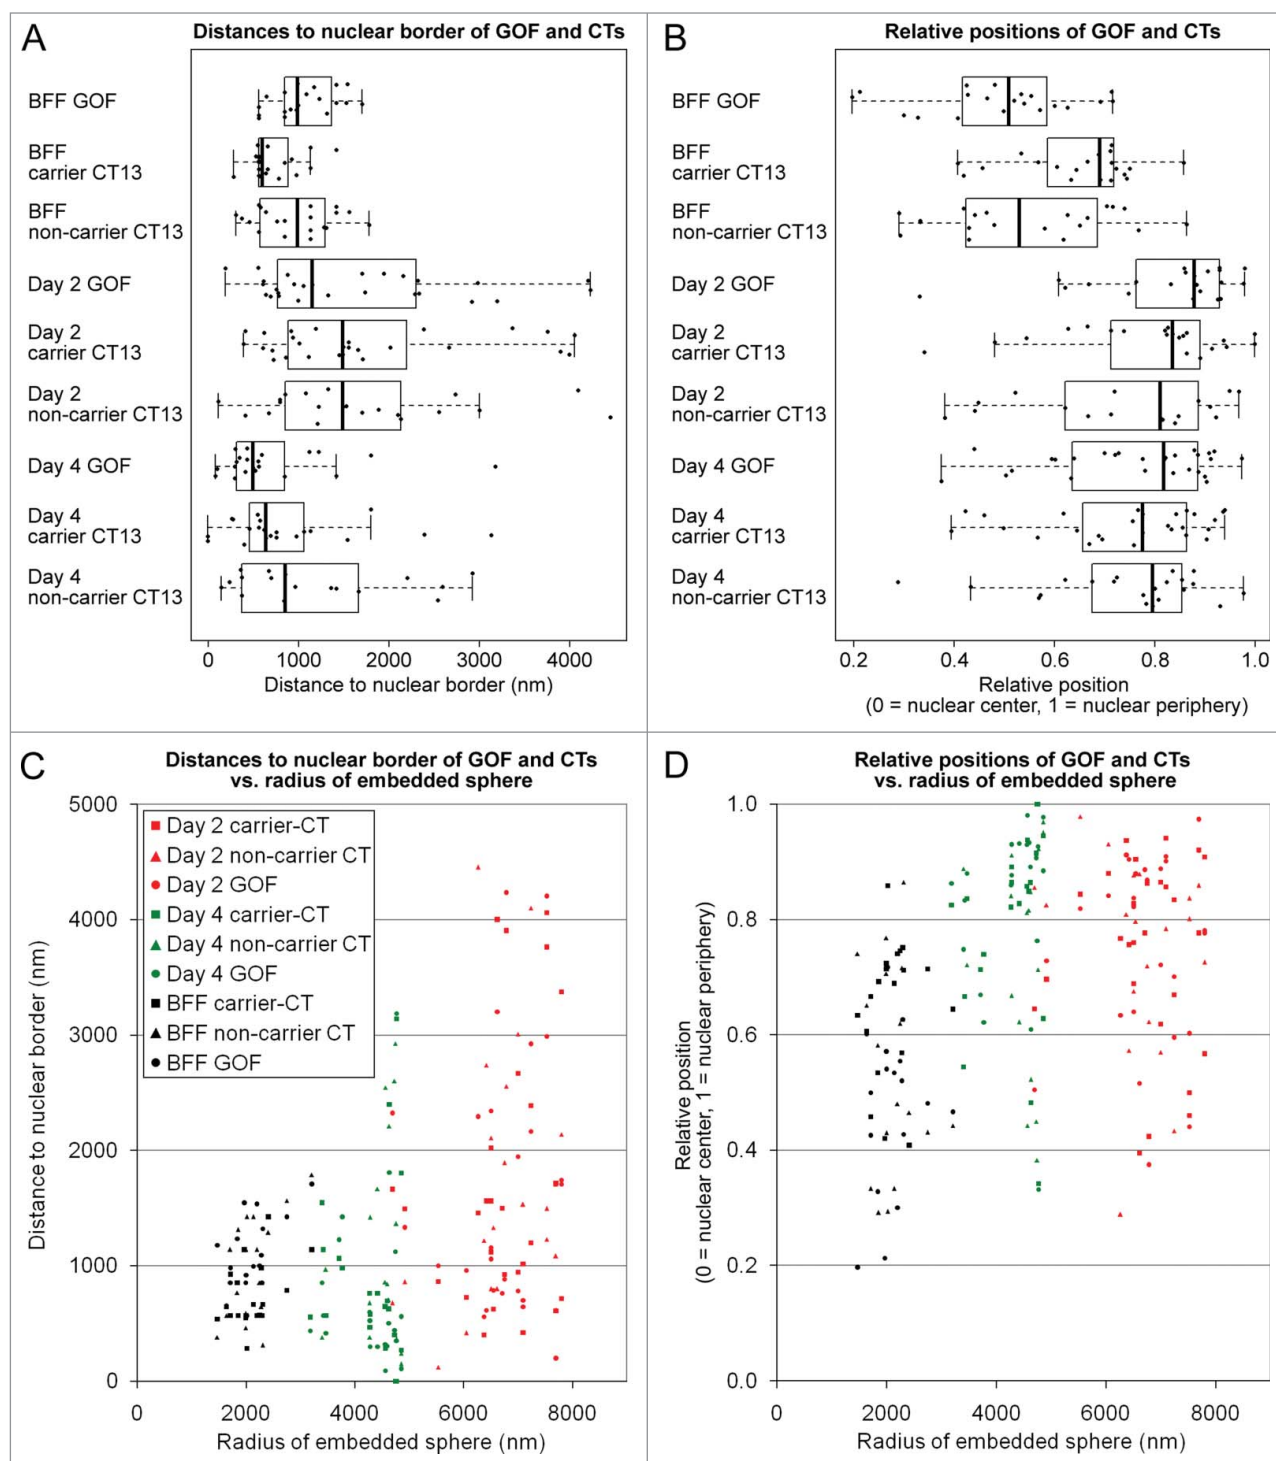 A
Distances to nuclear border of GOF and CTs
BFF GOF
BFF
carrier CT13
BFF
non-carrier CT13
Day 2 GOF
Day 2
carrier CT13
Day 2
non-carrier CT13
Day 4 GOF
Day 4
carrier CT13
Day 4
non-carrier CT13
0 1000 2000 3000 4000
Distance to nuclear border (nm)
B
Relative positions of GOF and CTs
BFF GOF
BFF
carrier CT13
BFF
non-carrier CT13
Day 2 GOF
Day 2
carrier CT13
Day 2
non-carrier CT13
Day 4 GOF
Day 4
carrier CT13
Day 4
non-carrier CT13
0.2 0.4 0.6 0.8 1.0
Relative position
(0 = nuclear center, 1 = nuclear periphery)
C
Distances to nuclear border of GOF and CTs
vs. radius of embedded sphere
Distance to nuclear border (nm)
5000
4000
3000
2000
1000
0
Day 2 carrier-CT
Day 2 non-carrier CT
Day 2 GOF
Day 4 carrier-CT
Day 4 non-carrier CT
Day 4 GOF
BFF carrier-CT
BFF non-carrier CT
BFF GOF
0 2000 4000 6000 8000
Radius of embedded sphere (nm)
D
Relative positions of GOF and CTs
vs. radius of embedded sphere
Relative position
(0 = nuclear center, 1 = nuclear periphery)
1.0
0.8
0.6
0.4
0.2
0.0
0 2000 4000 6000 8000
Radius of embedded sphere (nm)